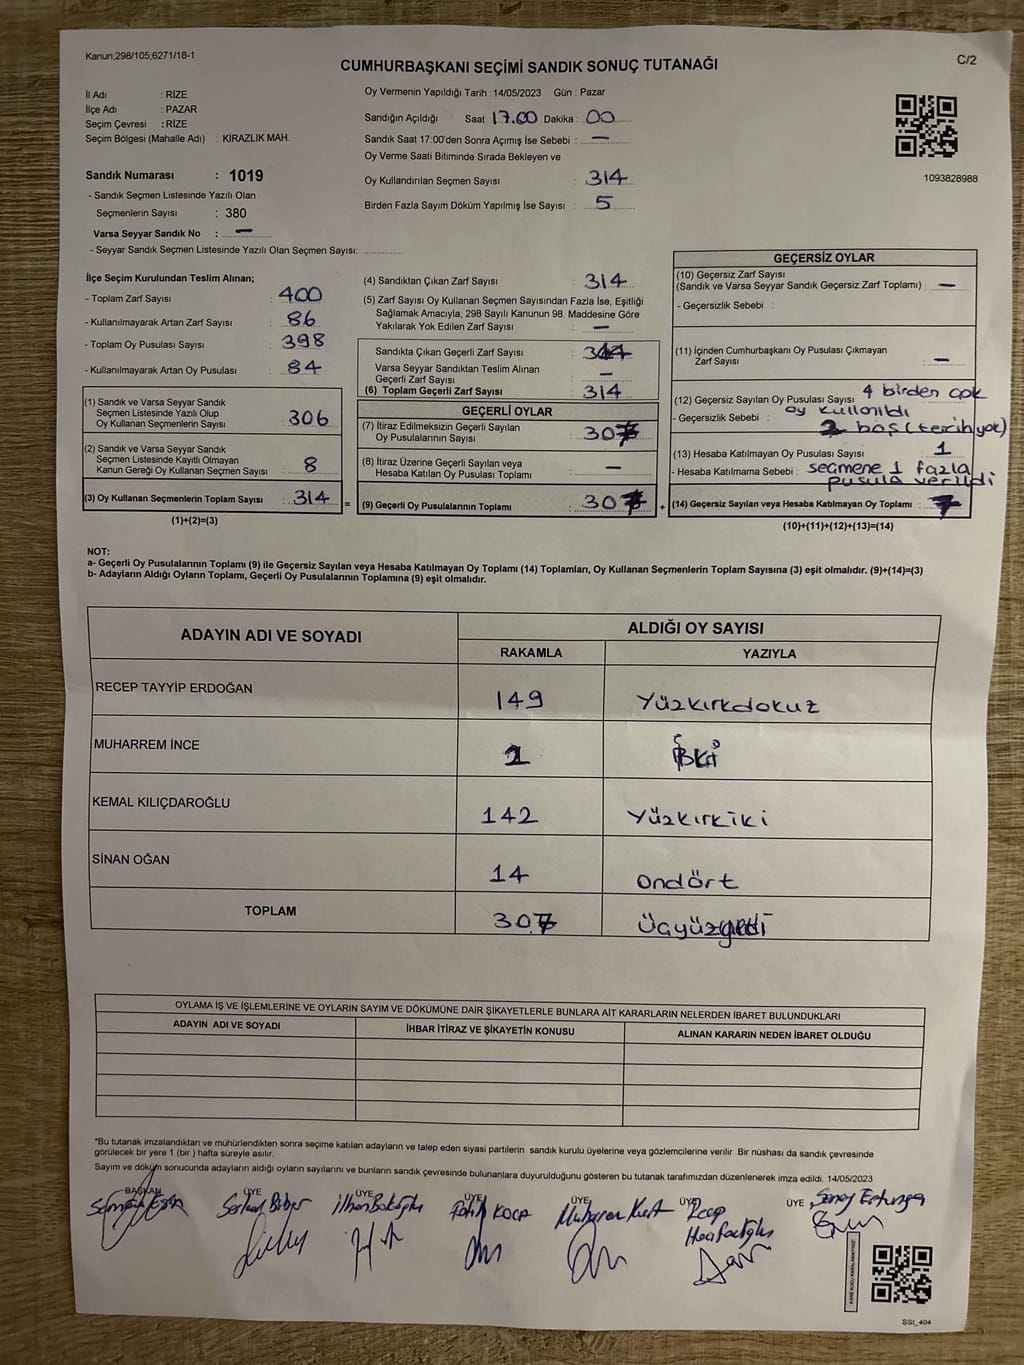 Kanun;298/105;6271/18-1
CUMHURBAŞKANI SEÇİMİ SANDIK SONUÇ TUTANAĞI
C/2
İl Adı : RİZE
İlçe Adı : PAZAR
Seçim Çevresi : RİZE
Seçim Bölgesi (Mahalle Adı) : KİRAZLIK MAH.
Sandık Numarası : 1019
- Sandık Seçmen Listesinde Yazılı Olan
Seçmenlerin Sayısı : 380
Varsa Seyyar Sandık No : —
- Seyyar Sandık Seçmen Listesinde Yazılı Olan Seçmen Sayısı:
Oy Vermenin Yapıldığı Tarih : 14/05/2023 Gün : Pazar
Sandığın Açıldığı Saat 17.00 Dakika : 00
Sandık Saat 17:00'den Sonra Açımış İse Sebebi : —
Oy Verme Saati Bitiminde Sırada Bekleyen ve
Oy Kullandırılan Seçmen Sayısı : 314
Birden Fazla Sayım Döküm Yapılmış İse Sayısı : 5
1093828988
İlçe Seçim Kurulundan Teslim Alınan;
- Toplam Zarf Sayısı : 400
- Kullanılmayarak Artan Zarf Sayısı : 86
- Toplam Oy Pusulası Sayısı : 398
- Kullanılmayarak Artan Oy Pusulası : 84
(1) Sandık ve Varsa Seyyar Sandık
Seçmen Listesinde Yazılı Olup
Oy Kullanan Seçmenlerin Sayısı : 306
(2) Sandık ve Varsa Seyyar Sandık
Seçmen Listesinde Kayıtlı Olmayan
Kanun Gereği Oy Kullanan Seçmen Sayısı : 8
(3) Oy Kullanan Seçmenlerin Toplam Sayısı : 314 =
(1)+(2)=(3)
(4) Sandıktan Çıkan Zarf Sayısı : 314
(5) Zarf Sayısı Oy Kullanan Seçmen Sayısından Fazla İse, Eşitliği
Sağlamak Amacıyla; 298 Sayılı Kanunun 98. Maddesine Göre
Yakılarak Yok Edilen Zarf Sayısı : —
Sandıkta Çıkan Geçerli Zarf Sayısı : 314
Varsa Seyyar Sandıktan Teslim Alınan
Geçerli Zarf Sayısı : —
(6) Toplam Geçerli Zarf Sayısı : 314
GEÇERLİ OYLAR
(7) İtiraz Edilmeksizin Geçerli Sayılan
Oy Pusulalarının Sayısı : 307
(8) İtiraz Üzerine Geçerli Sayılan veya
Hesaba Katılan Oy Pusulası Toplamı : —
(9) Geçerli Oy Pusulalarının Toplamı : 307 +
GEÇERSİZ OYLAR
(10) Geçersiz Zarf Sayısı
(Sandık ve Varsa Seyyar Sandık Geçersiz Zarf Toplamı) : —
- Geçersizlik Sebebi :
(11) İçinden Cumhurbaşkanı Oy Pusulası Çıkmayan
Zarf Sayısı : —
(12) Geçersiz Sayılan Oy Pusulası Sayısı 4 birden çok
- Geçersizlik Sebebi : oy kullanıldı
2 boş (tercih yok)
(13) Hesaba Katılmayan Oy Pusulası Sayısı : 1
- Hesaba Katılmama Sebebi : seçmene 1 fazla
pusula verildi
(14) Geçersiz Sayılan veya Hesaba Katılmayan Oy Toplamı : 7
(10)+(11)+(12)+(13)=(14)
NOT:
a- Geçerli Oy Pusulalarının Toplamı (9) ile Geçersiz Sayılan veya Hesaba Katılmayan Oy Toplamı (14) Toplamları, Oy Kullanan Seçmenlerin Toplam Sayısına (3) eşit olmalıdır. (9)+(14)=(3)
b- Adayların Aldığı Oyların Toplamı, Geçerli Oy Pusulalarının Toplamına (9) eşit olmalıdır.
ADAYIN ADI VE SOYADI
ALDIĞI OY SAYISI
RAKAMLA YAZIYLA
RECEP TAYYİP ERDOĞAN 149 Yüzkırkdokuz
MUHARREM İNCE 2 İki
KEMAL KILIÇDAROĞLU 142 Yüzkırkiki
SİNAN OĞAN 14 Ondört
TOPLAM 307 Üçyüzyedi
OYLAMA İŞ VE İŞLEMLERİNE VE OYLARIN SAYIM VE DÖKÜMÜNE DAİR ŞİKAYETLERLE BUNLARA AİT KARARLARIN NELERDEN İBARET BULUNDUKLARI
ADAYIN ADI VE SOYADI İHBAR İTİRAZ VE ŞİKAYETİN KONUSU ALINAN KARARIN NEDEN İBARET OLDUĞU
*Bu tutanak imzalandıktan ve mühürlendikten sonra seçime katılan adayların ve talep eden siyasi partilerin sandık kurulu üyelerine veya gözlemcilerine verilir. Bir nüshası da sandık çevresinde
görülecek bir yere 1 (bir) hafta süreyle asılır.
Sayım ve döküm sonucunda adayların aldığı oyların sayılarını ve bunların sandık çevresinde bulunanlara duyurulduğunu gösteren bu tutanak tarafımızdan düzenlenerek imza edildi. 14/05/2023
BAŞKAN ÜYE ÜYE ÜYE ÜYE ÜYE ÜYE
Serkan Biber Fatih KOCA Muharrem Kurt Recep
SSI_404